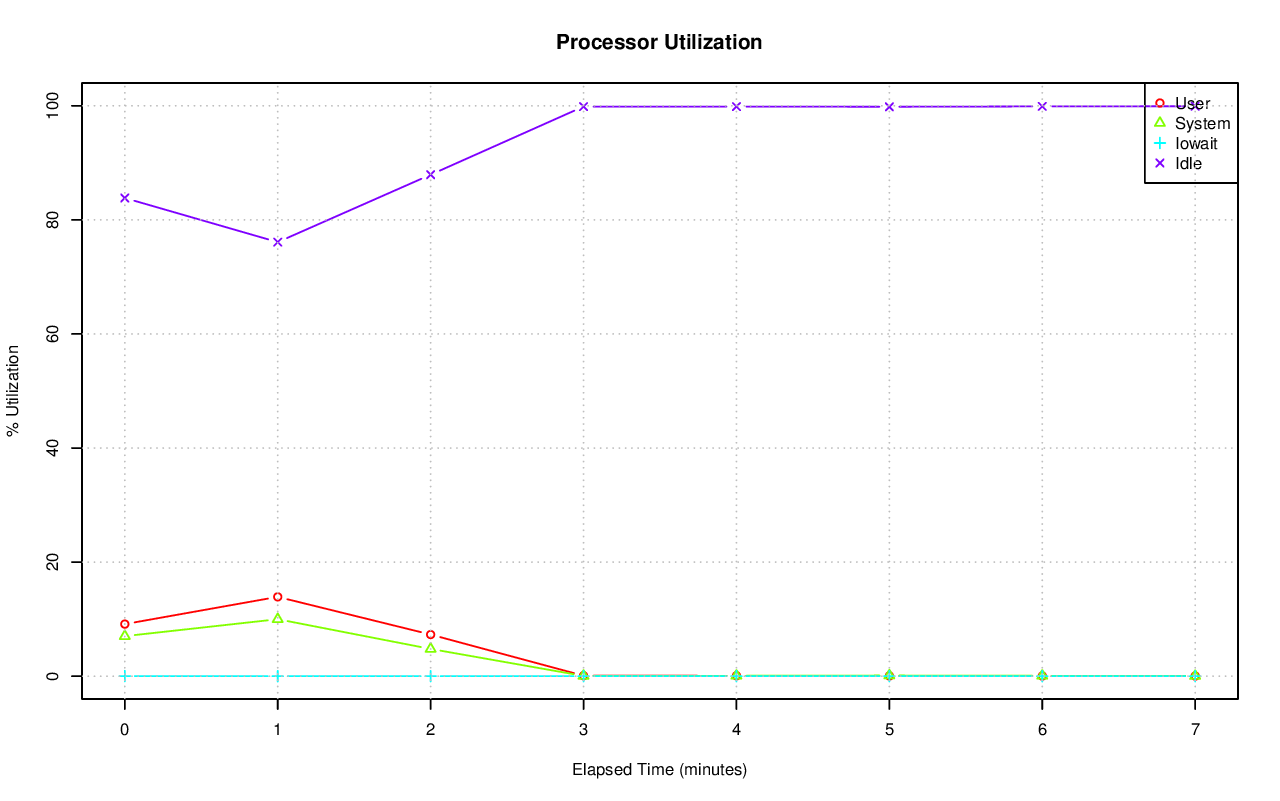 Processor Utilization
100
80
60
40
20
0
% Utilization
User
System
Iowait
Idle
0 1 2 3 4 5 6 7
Elapsed Time (minutes)